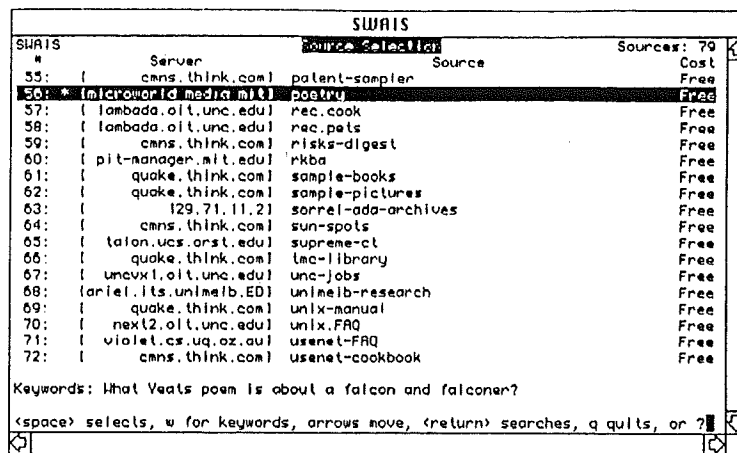 SWAIS
SWAIS Source Selection Sources: 79
# Server Source Cost
55: [ cmns.think.com] patent-sampler Free
56: * [microworld.media.mit] poetry Free
57: [ lambada.oit.unc.edu] rec.cook Free
58: [ lambada.oit.unc.edu] rec.pets Free
59: [ cmns.think.com] risks-digest Free
60: [ pit-manager.mit.edu] rkba Free
61: [ quake.think.com] sample-books Free
62: [ quake.think.com] sample-pictures Free
63: [ 129.71.11.2] sorrel-ada-archives Free
64: [ cmns.think.com] sun-spots Free
65: [ talon.ucs.orst.edu] supreme-ct Free
66: [ quake.think.com] tmc-library Free
67: [ uncvx1.oit.unc.edu] unc-jobs Free
68: [ariel.its.unimelb.ED] unimelb-research Free
69: [ quake.think.com] unix-manual Free
70: [ next2.oit.unc.edu] unix.FAQ Free
71: [ violet.cs.uq.oz.au] usenet-FAQ Free
72: [ cmns.think.com] usenet-cookbook Free
Keywords: What Yeats poem is about a falcon and falconer?
<space> selects, w for keywords, arrows move, <return> searches, q quits, or ?